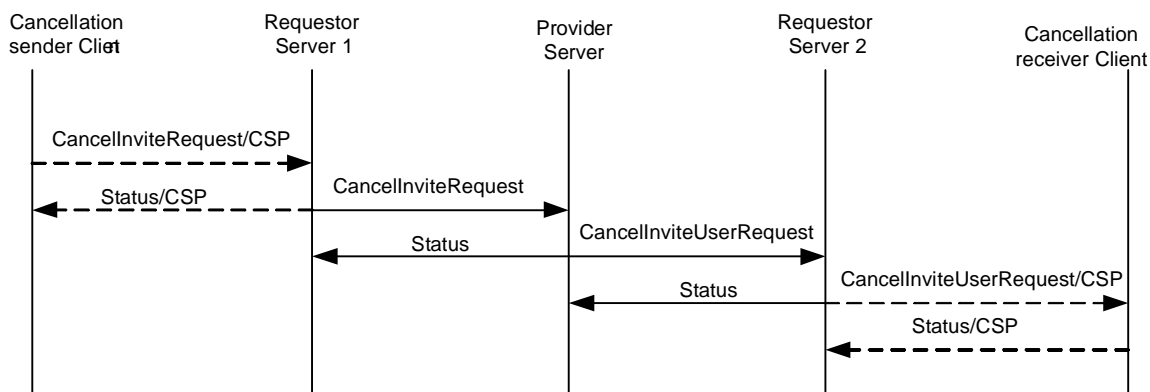 Cancellation
sender Client
Requestor
Server 1
Provider
Server
Requestor
Server 2
Cancellation
receiver Client
CancelInviteRequest/CSP
Status/CSP
CancelInviteRequest
Status
CancelInviteUserRequest
Status
CancelInviteUserRequest/CSP
Status/CSP